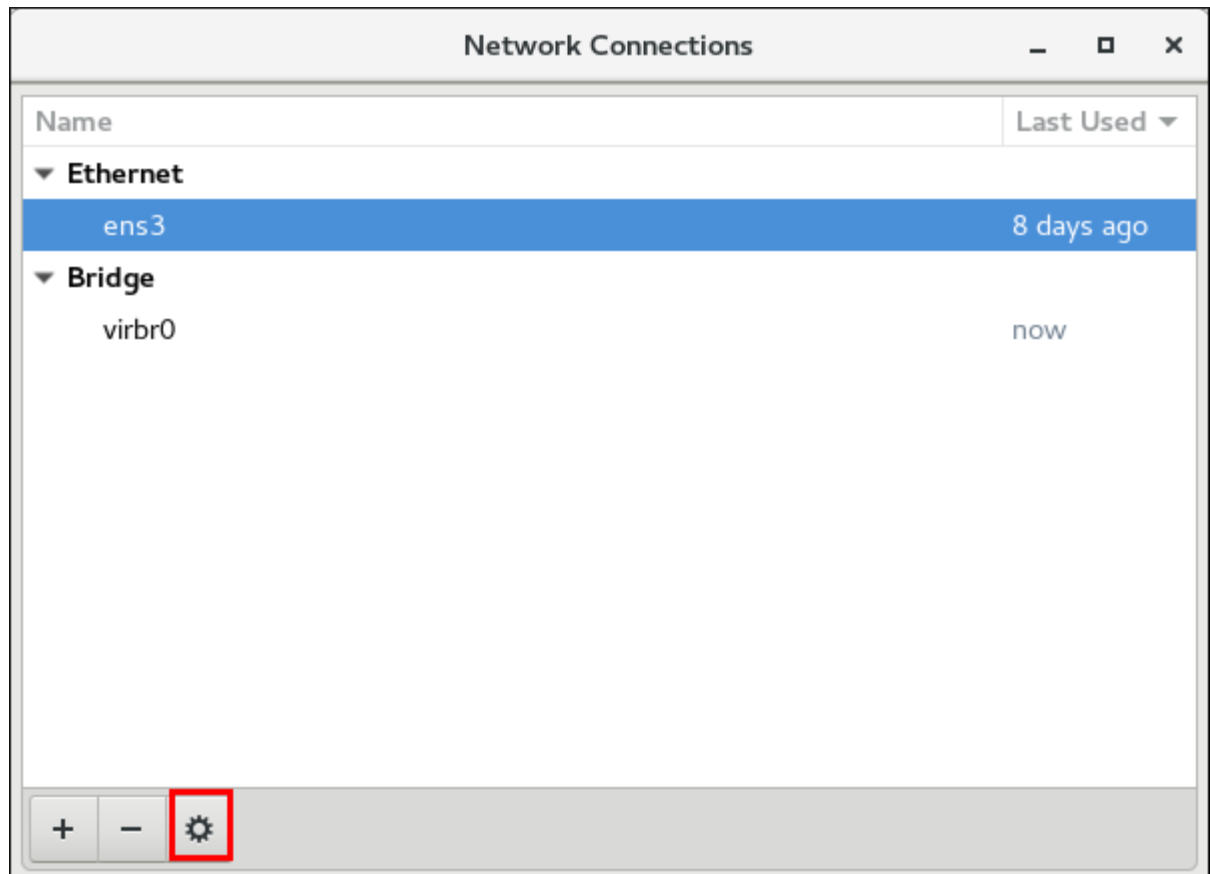 Network Connections
Name Last Used
Ethernet
ens3 8 days ago
Bridge
virbr0 now